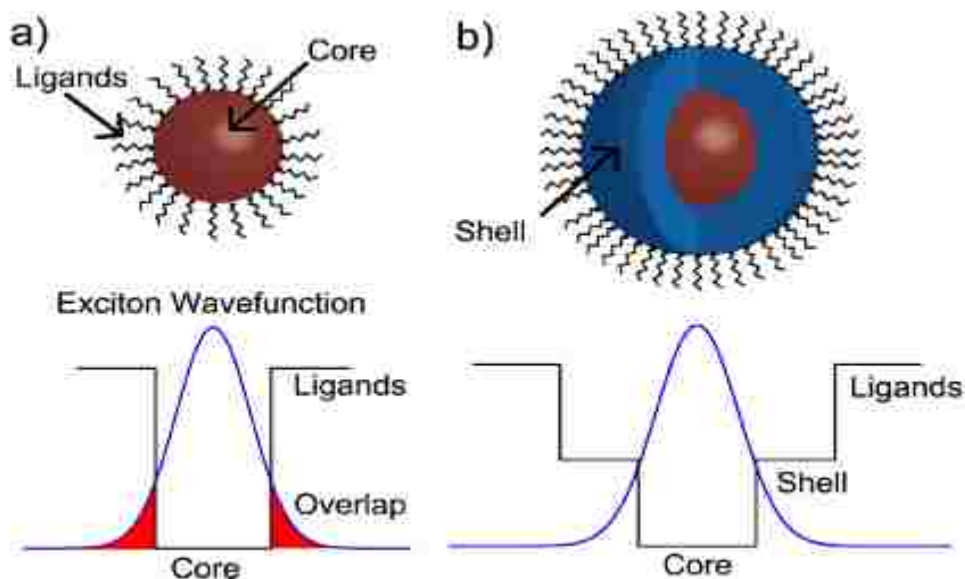 a)
Ligands
Core
b)
Shell
Exciton Wavefunction
Ligands
Overlap
Core
Ligands
Shell
Core